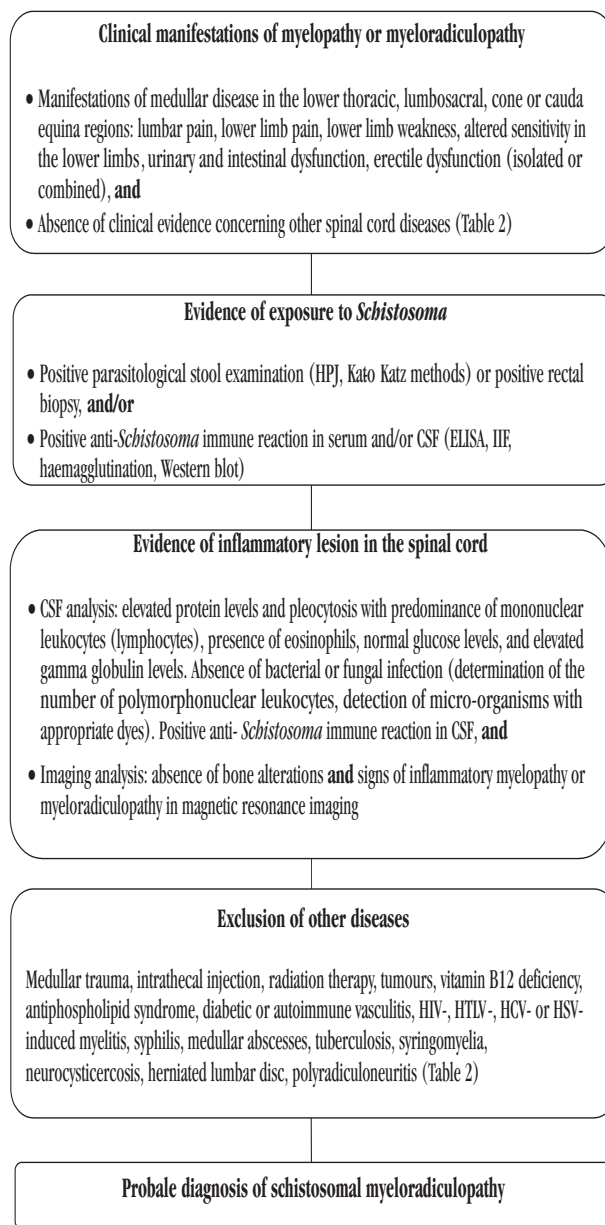 Clinical manifestations of myelopathy or myeloradiculopathy
• Manifestations of medullar disease in the lower thoracic, lumbosacral, cone or cauda
equina regions: lumbar pain, lower limb pain, lower limb weakness, altered sensitivity in
the lower limbs, urinary and intestinal dysfunction, erectile dysfunction (isolated or
combined), and
• Absence of clinical evidence concerning other spinal cord diseases (Table 2)
Evidence of exposure to Schistosoma
• Positive parasitological stool examination (HPJ, Kato Katz methods) or positive rectal
biopsy, and/or
• Positive anti-Schistosoma immune reaction in serum and/or CSF (ELISA, IIF,
haemagglutination, Western blot)
Evidence of inflammatory lesion in the spinal cord
• CSF analysis: elevated protein levels and pleocytosis with predominance of mononuclear
leukocytes (lymphocytes), presence of eosinophils, normal glucose levels, and elevated
gamma globulin levels. Absence of bacterial or fungal infection (determination of the
number of polymorphonuclear leukocytes, detection of micro-organisms with
appropriate dyes). Positive anti- Schistosoma immune reaction in CSF, and
• Imaging analysis: absence of bone alterations and signs of inflammatory myelopathy or
myeloradiculopathy in magnetic resonance imaging
Exclusion of other diseases
Medullar trauma, intrathecal injection, radiation therapy, tumours, vitamin B12 deficiency,
antiphospholipid syndrome, diabetic or autoimmune vasculitis, HIV-, HTLV-, HCV- or HSV-
induced myelitis, syphilis, medullar abscesses, tuberculosis, syringomyelia,
neurocysticercosis, herniated lumbar disc, polyradiculoneuritis (Table 2)
Probale diagnosis of schistosomal myeloradiculopathy